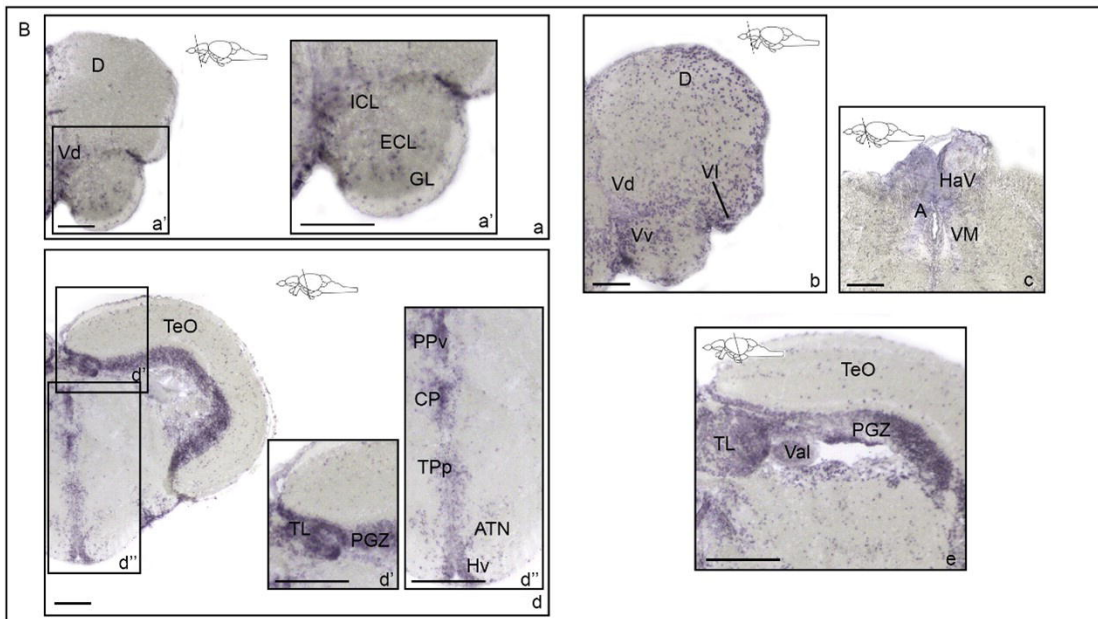 B
D
Vd
a'
ICL
ECL
GL
a'
a
D
Vd
Vl
Vv
b
HaV
A
VM
c
TeO
d'
d''
TL
PGZ
d'
PPv
CP
TPp
ATN
Hv
d''
d
TeO
TL
Val
PGZ
e